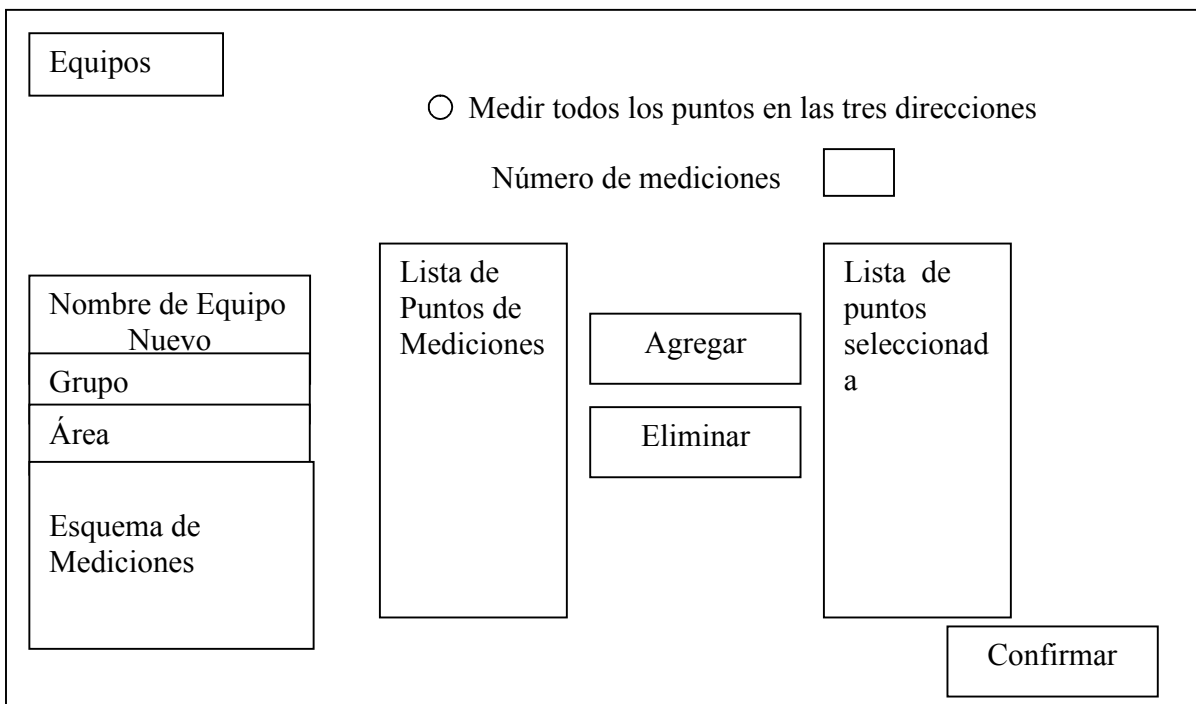 Equipos
Medir todos los puntos en las tres direcciones
Número de mediciones
Nombre de Equipo
Nuevo
Grupo
Área
Esquema de
Mediciones
Lista de
Puntos de
Mediciones
Agregar
Eliminar
Lista de
puntos
seleccionad
a
Confirmar